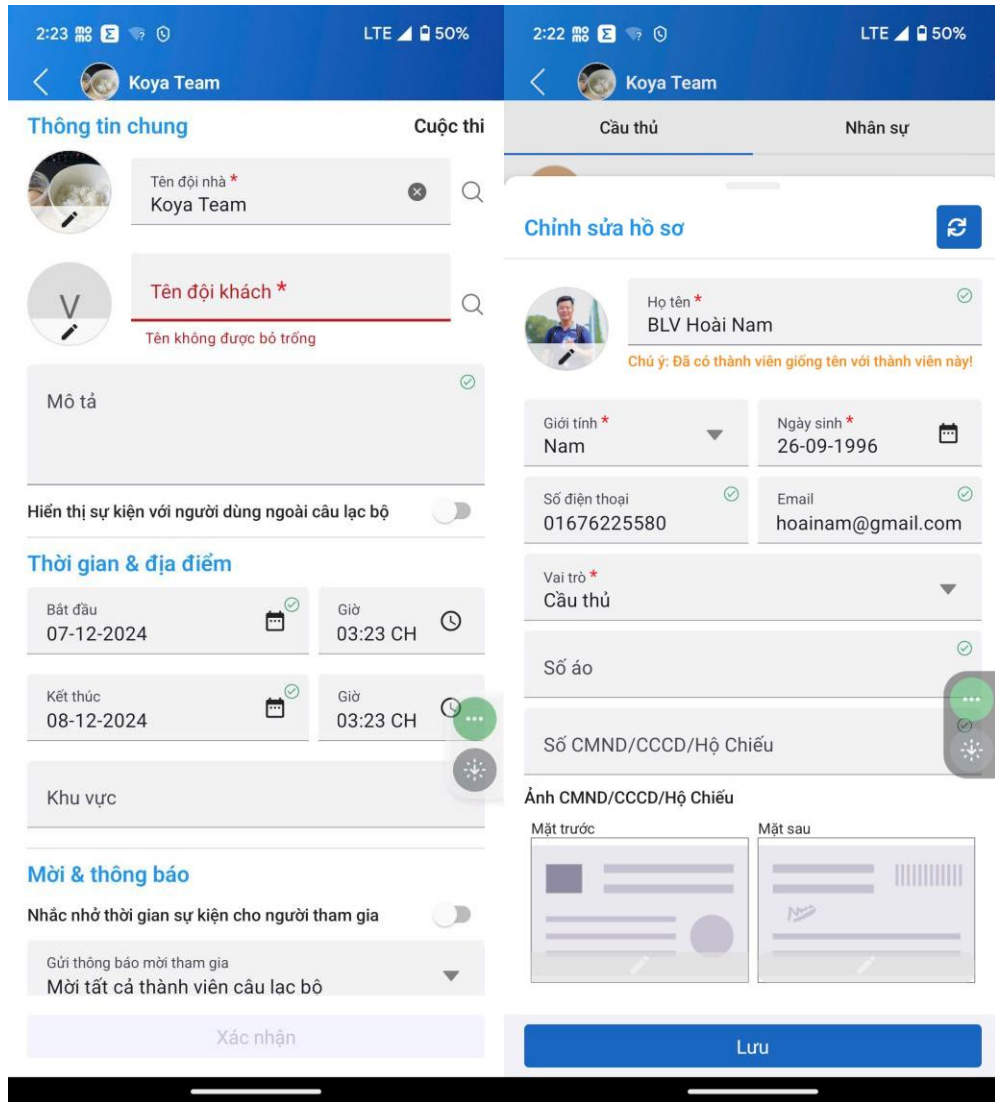 2:23
LTE
50%
Koya Team
Thông tin chung
Cuộc thi
Tên đội nhà *
Koya Team
V
Tên đội khách *
Tên không được bỏ trống
Mô tả
Hiển thị sự kiện với người dùng ngoài câu lạc bộ
Thời gian & địa điểm
Bắt đầu
07-12-2024
Giờ
03:23 CH
Kết thúc
08-12-2024
Giờ
03:23 CH
Khu vực
Mời & thông báo
Nhắc nhở thời gian sự kiện cho người tham gia
Gửi thông báo mời tham gia
Mời tất cả thành viên câu lạc bộ
Xác nhận
2:22
LTE
50%
Koya Team
Cầu thủ
Nhân sự
Chỉnh sửa hồ sơ
Họ tên *
BLV Hoài Nam
Chú ý: Đã có thành viên giống tên với thành viên này!
Giới tính *
Nam
Ngày sinh *
26-09-1996
Số điện thoại
01676225580
Email
hoainam@gmail.com
Vai trò *
Cầu thủ
Số áo
Số CMND/CCCD/Hộ Chiếu
Ảnh CMND/CCCD/Hộ Chiếu
Mặt trước
Mặt sau
Lưu